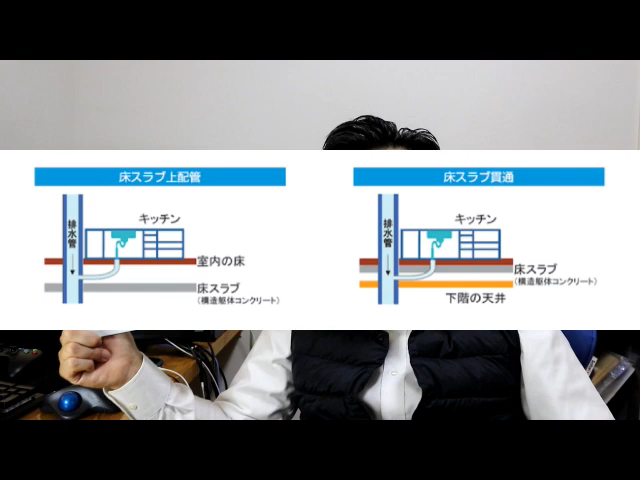 床スラブ上配管
排水管
キッチン
室内の床
床スラブ
(構造躯体コンクリート)
床スラブ貫通
排水管
キッチン
床スラブ
(構造躯体コンクリート)
下階の天井